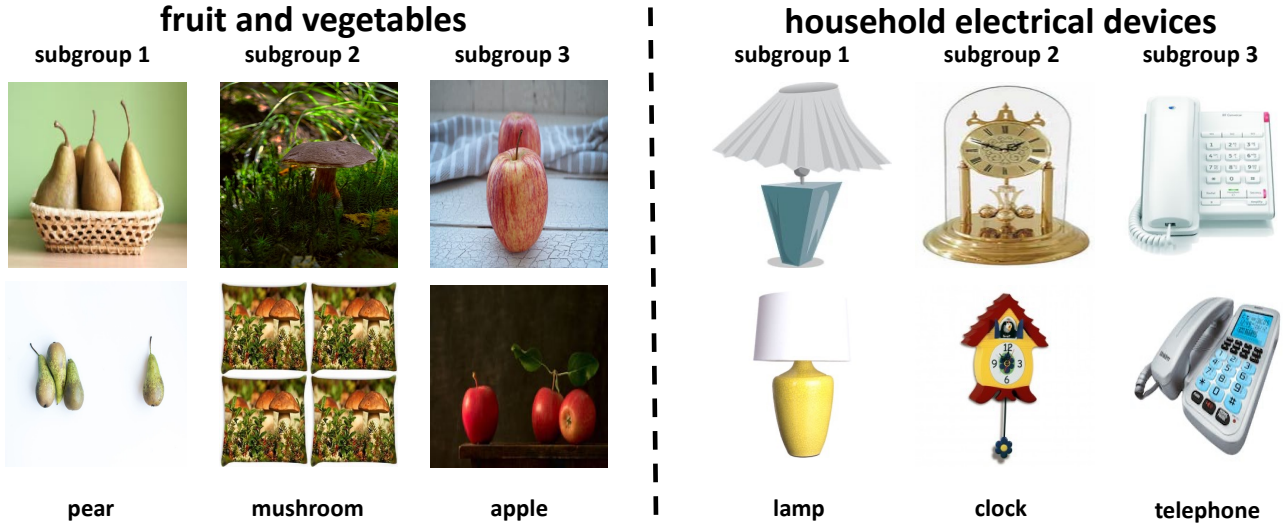 fruit and vegetables
household electrical devices
subgroup 1
subgroup 2
subgroup 3
subgroup 1
subgroup 2
subgroup 3
pear
mushroom
apple
lamp
clock
telephone